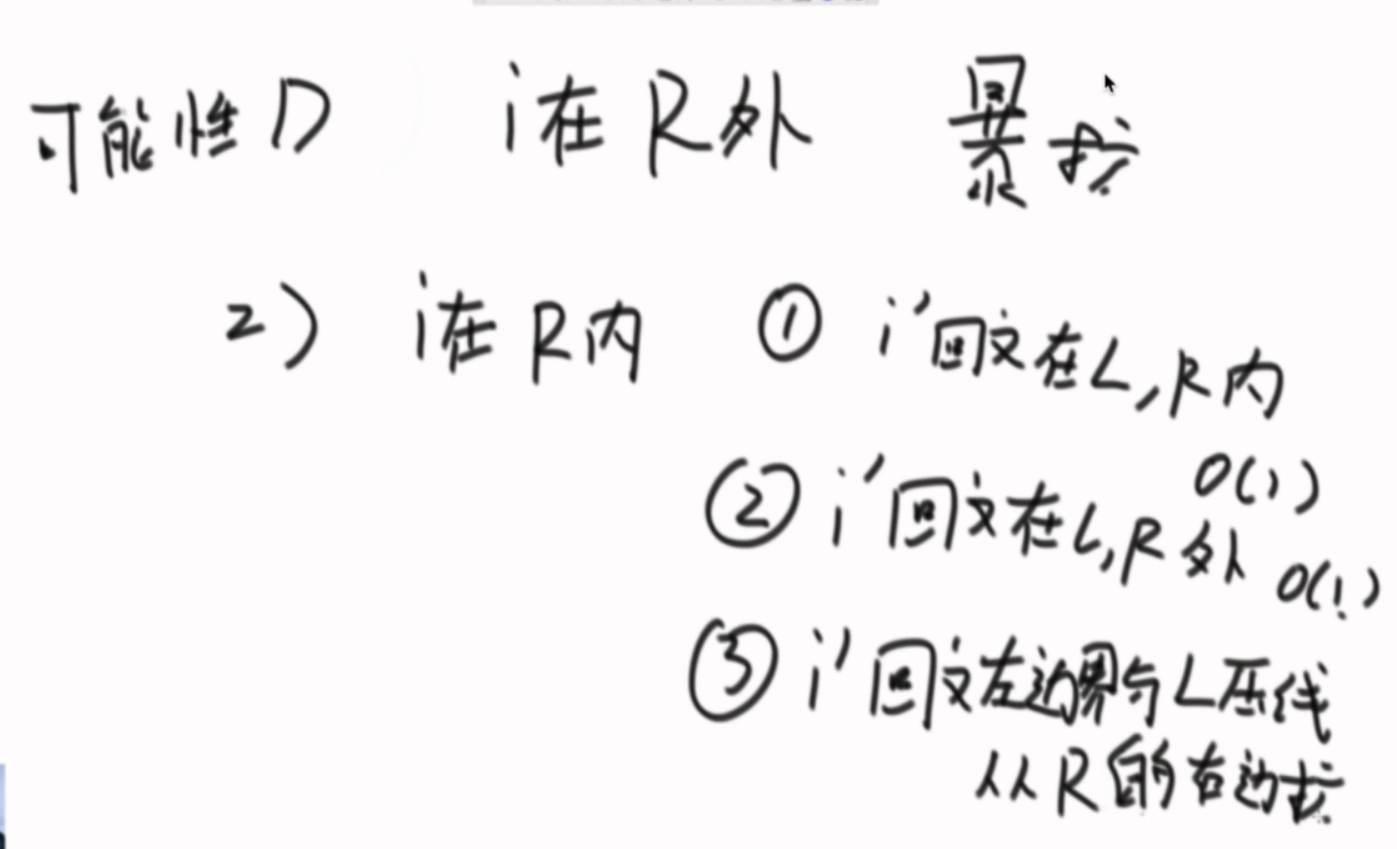 可能性 1) i在R外 暴扩
2) i在R内 ① i'回文在L,R内
O(1)
② i'回文在L,R外 O(1)
③ i'回文左边界与L压线
从R的右边扩